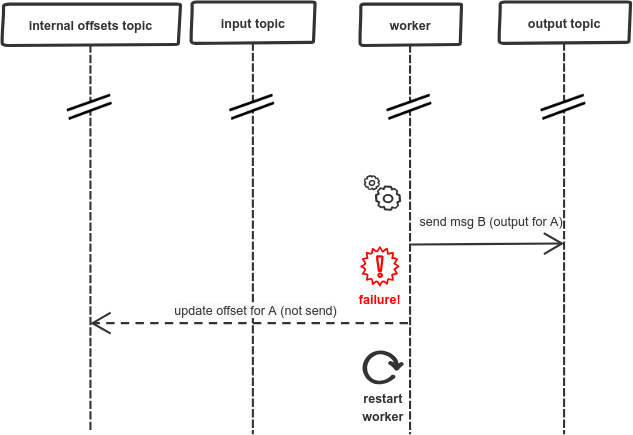 internal offsets topic
input topic
worker
output topic
send msg B (output for A)
failure!
update offset for A (not send)
restart
worker